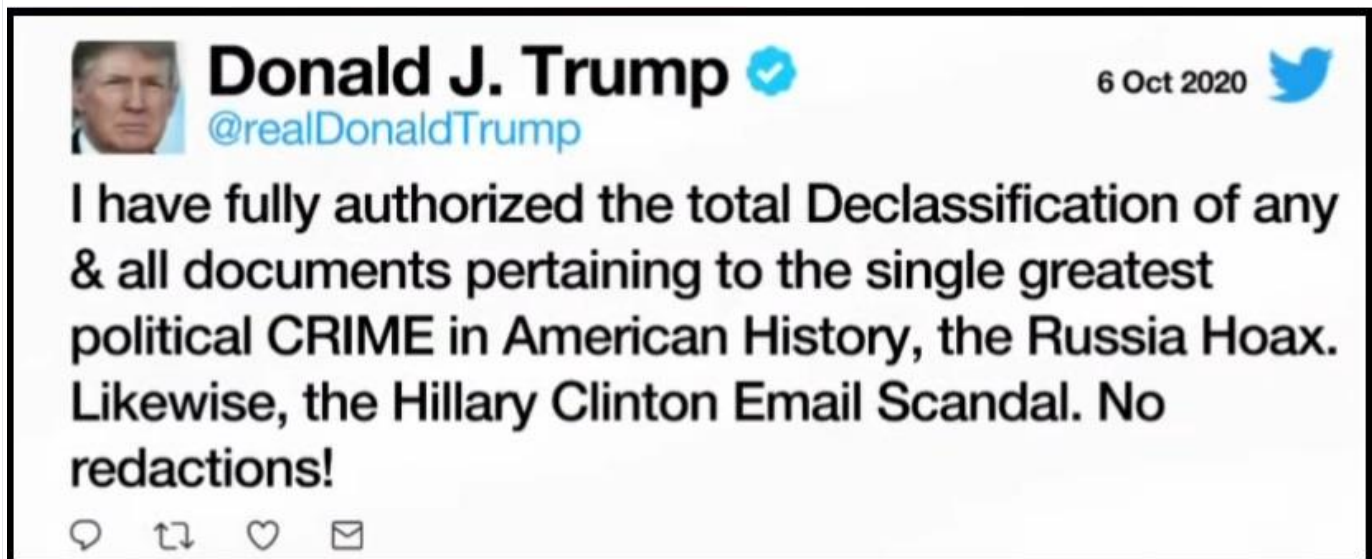 Donald J. Trump
@realDonaldTrump
6 Oct 2020
I have fully authorized the total Declassification of any
& all documents pertaining to the single greatest
political CRIME in American History, the Russia Hoax.
Likewise, the Hillary Clinton Email Scandal. No
redactions!